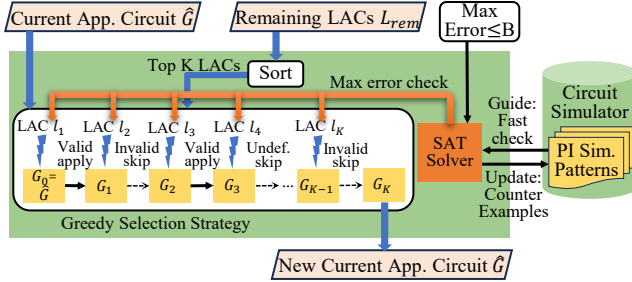 Current App. Circuit Ĝ
Remaining LACs L_rem
Max
Error≤B
Top K LACs
Sort
Max error check
Circuit
Simulator
LAC l_1
LAC l_2
LAC l_3
LAC l_4
LAC l_K
Valid
apply
Invalid
skip
Valid
apply
Undef.
skip
Invalid
skip
SAT
Solver
Guide:
Fast
check
PI Sim.
Patterns
Update:
Counter
Examples
G_0=
Ĝ
G_1
G_2
G_3
...
G_{K−1}
G_K
Greedy Selection Strategy
New Current App. Circuit Ĝ